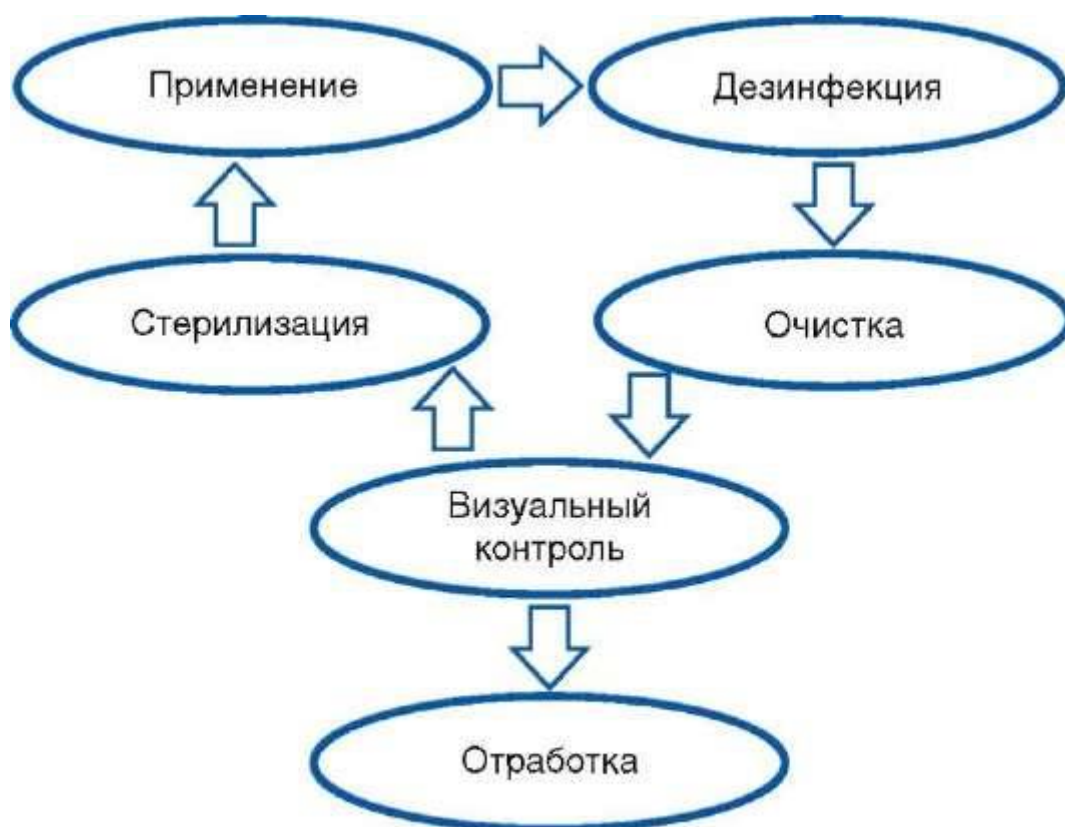 Применение
Дезинфекция
Стерилизация
Очистка
Визуальный
контроль
Отработка